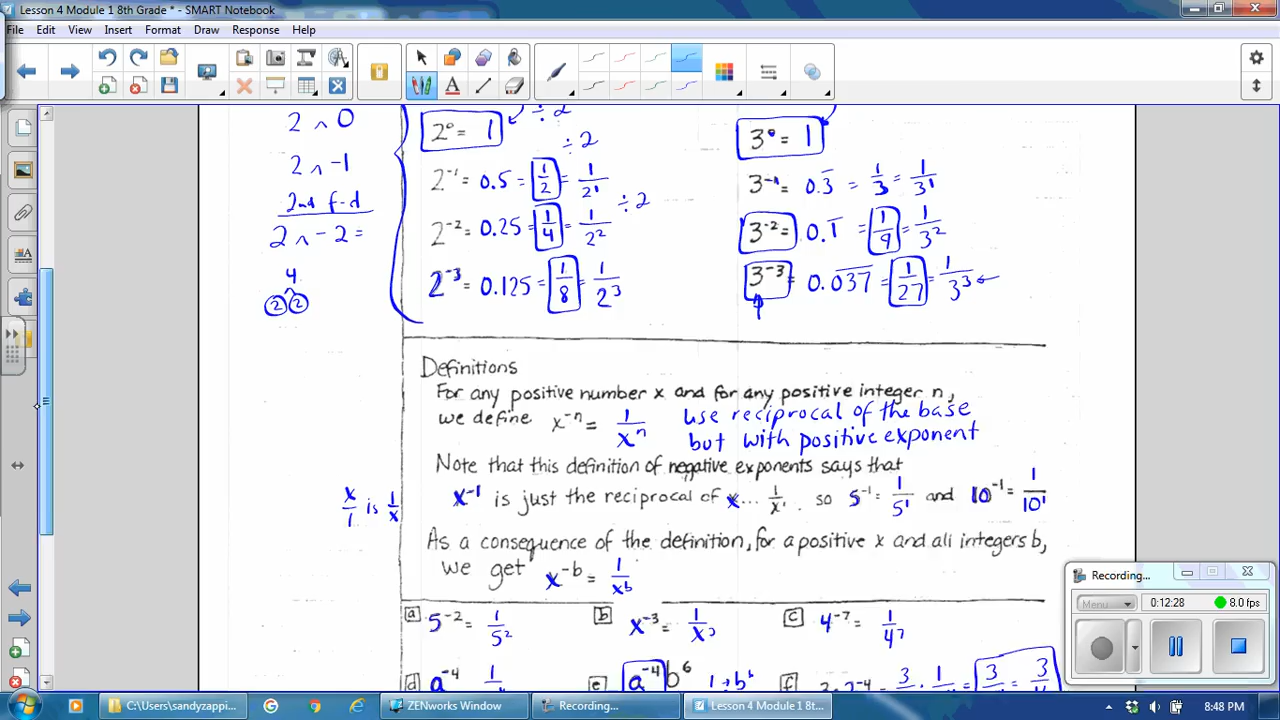 Lesson 4 Module 1 8th Grade * - SMART Notebook
File Edit View Insert Format Draw Response Help
2 ^ 0
2 ^ -1
2nd f-d
2 ^ -2 =
4
2 2
÷2
2⁰ = 1
÷2
2⁻¹ = 0.5 = 1/2 = 1/2¹
÷2
2⁻² = 0.25 = 1/4 = 1/2²
2⁻³ = 0.125 = 1/8 = 1/2³
3⁰ = 1
3⁻¹ = 0.3̅ = 1/3 = 1/3¹
3⁻² = 0.1̅ = 1/9 = 1/3²
3⁻³ = 0.0̅3̅7̅ = 1/27 = 1/3³ ←
Definitions
For any positive number x and for any positive integer n,
we define x⁻ⁿ = 1/xⁿ use reciprocal of the base
but with positive exponent
Note that this definition of negative exponents says that
x⁻¹ is just the reciprocal of x... 1/x¹. so 5⁻¹ = 1/5¹ and 10⁻¹ = 1/10¹
x/1 is 1/x
As a consequence of the definition, for a positive x and all integers b,
we get x⁻ᵇ = 1/xᵇ
a 5⁻² = 1/5² b x⁻³ = 1/x³ c 4⁻⁷ = 1/4⁷
d a⁻⁴ e a⁻⁴b⁶ f
Recording...
Menu 0:12:28 8.0 fps
C:\Users\sandyzappi... ZENworks Window Recording... Lesson 4 Module 1 8t... 8:48 PM